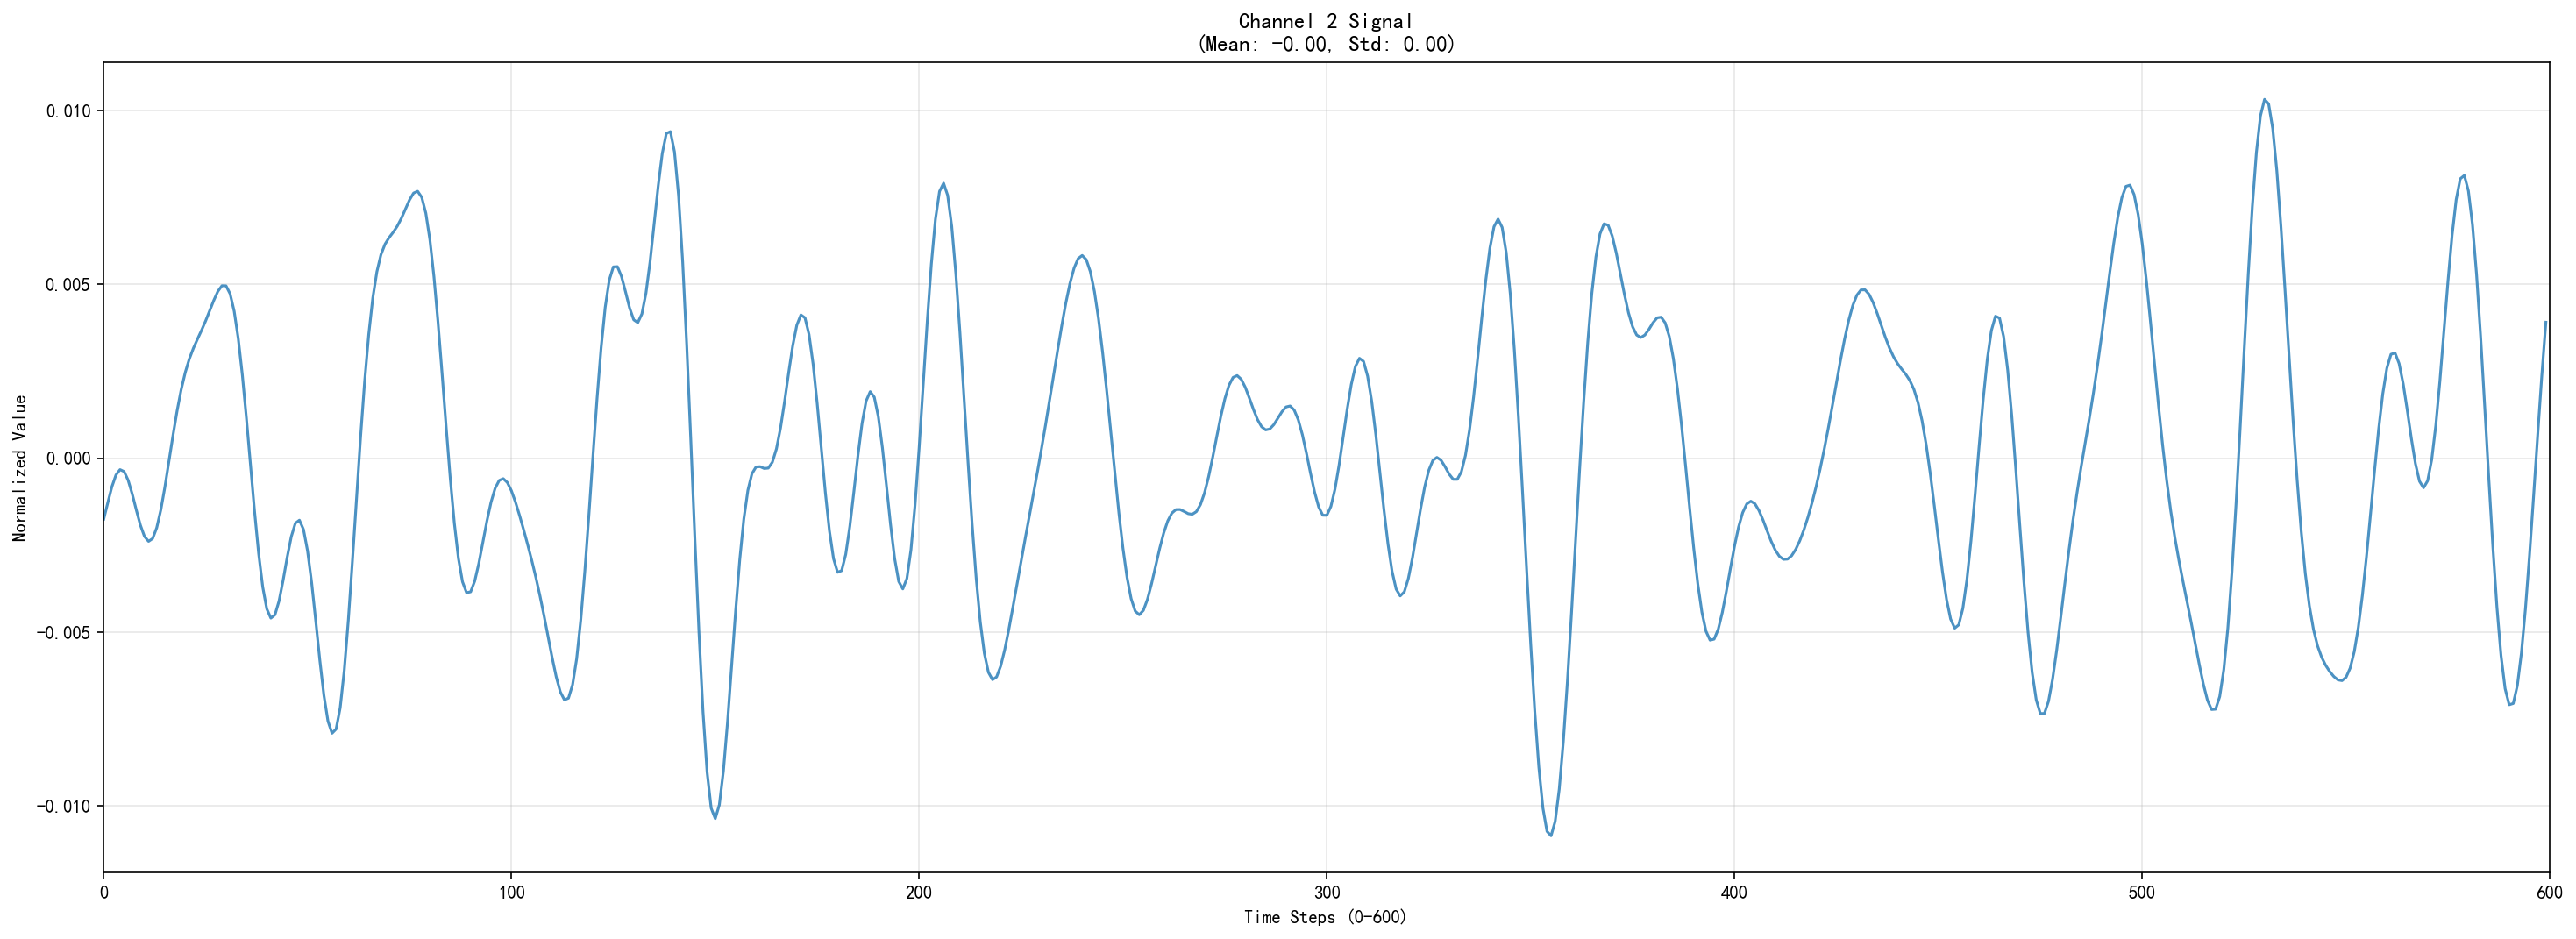 Channel 2 Signal
(Mean: -0.00, Std: 0.00)
Normalized Value
0.010
0.005
0.000
-0.005
-0.010
0 100 200 300 400 500 600
Time Steps (0-600)